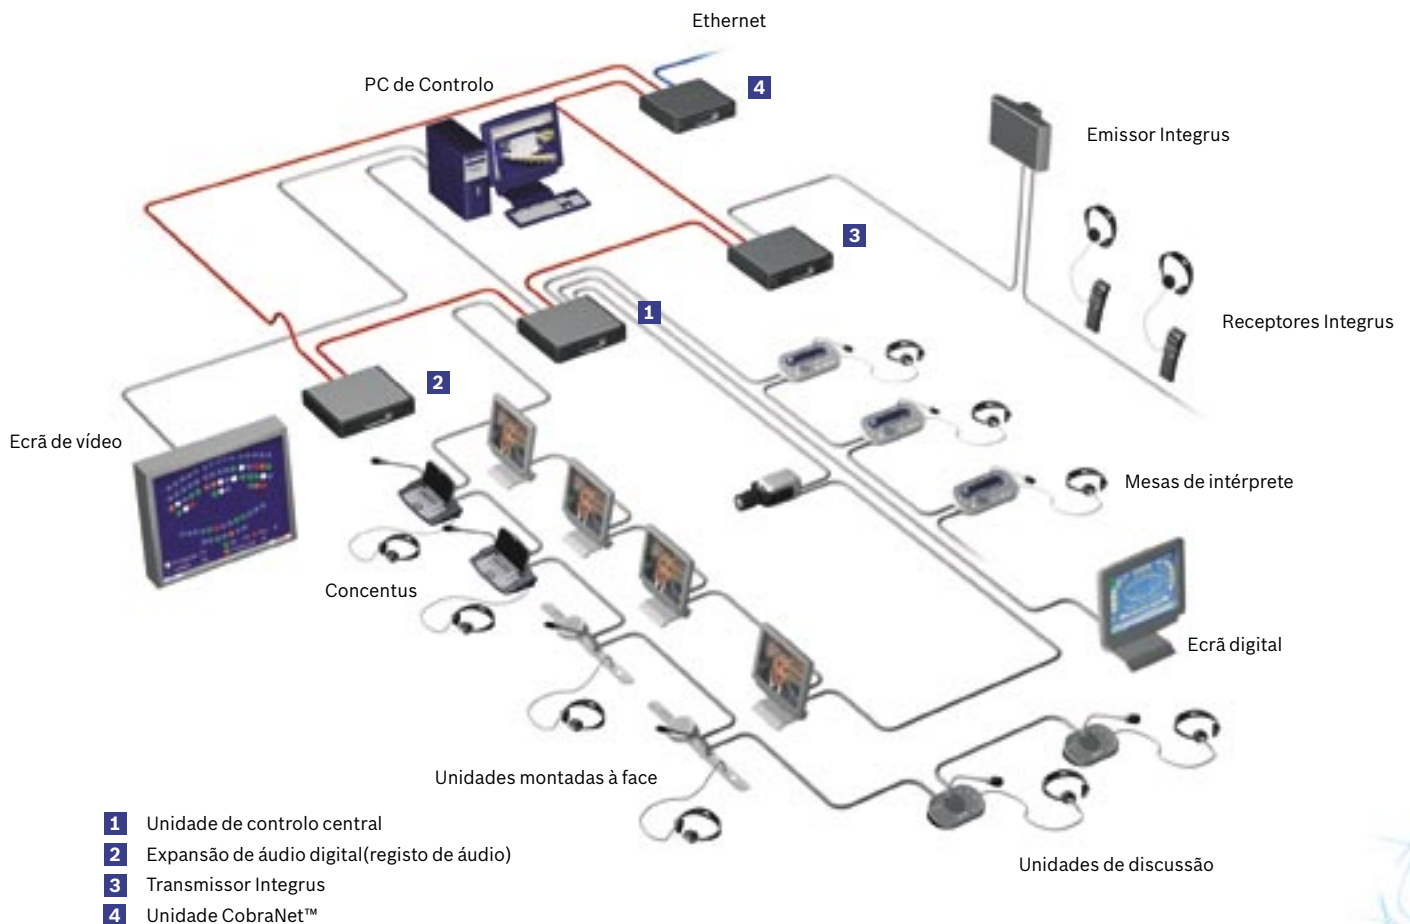 Ethernet
PC de Controlo
4
Emissor Integrus
3
Receptores Integrus
1
2
Ecrã de vídeo
Mesas de intérprete
Concentus
Ecrã digital
Unidades montadas à face
Unidades de discussão
1 Unidade de controlo central
2 Expansão de áudio digital(registo de áudio)
3 Transmissor Integrus
4 Unidade CobraNet™